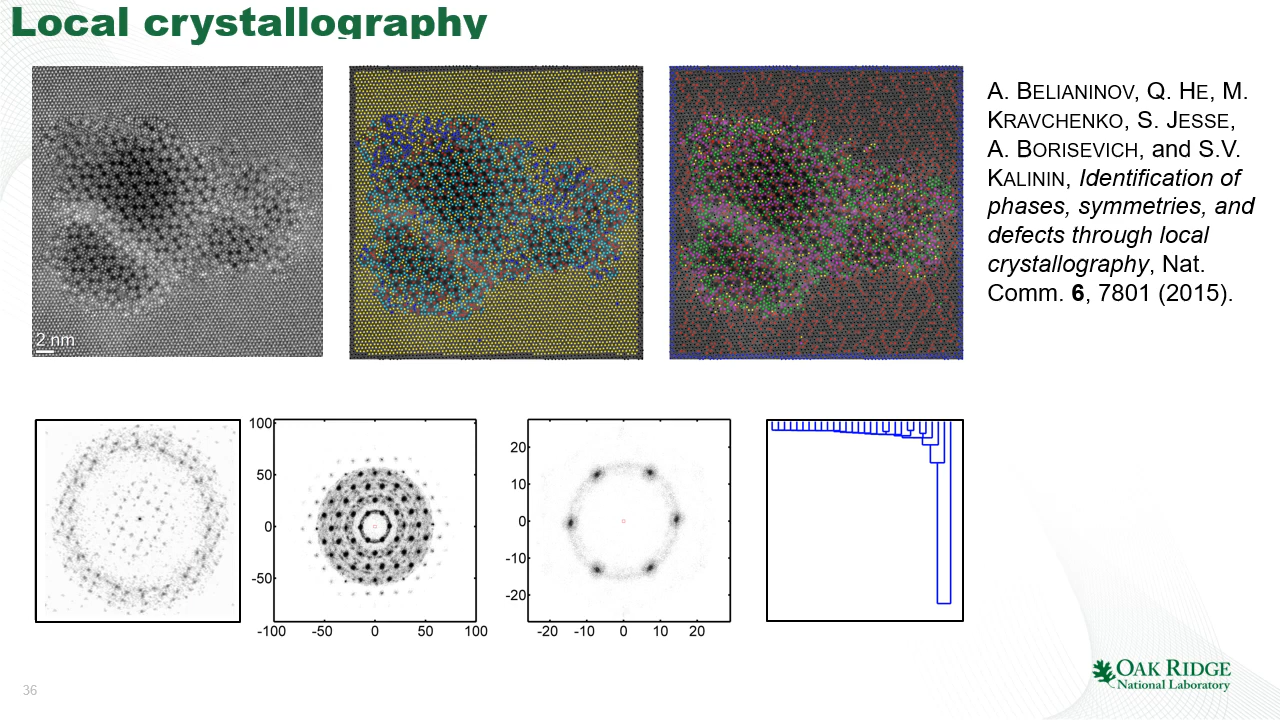 Local crystallography
2 nm
A. BELIANINOV, Q. HE, M.
KRAVCHENKO, S. JESSE,
A. BORISEVICH, and S.V.
KALININ, Identification of
phases, symmetries, and
defects through local
crystallography, Nat.
Comm. 6, 7801 (2015).
100
50
0
-50
-100 -50 0 50 100
20
10
0
-10
-20
-20 -10 0 10 20
36
OAK RIDGE
National Laboratory